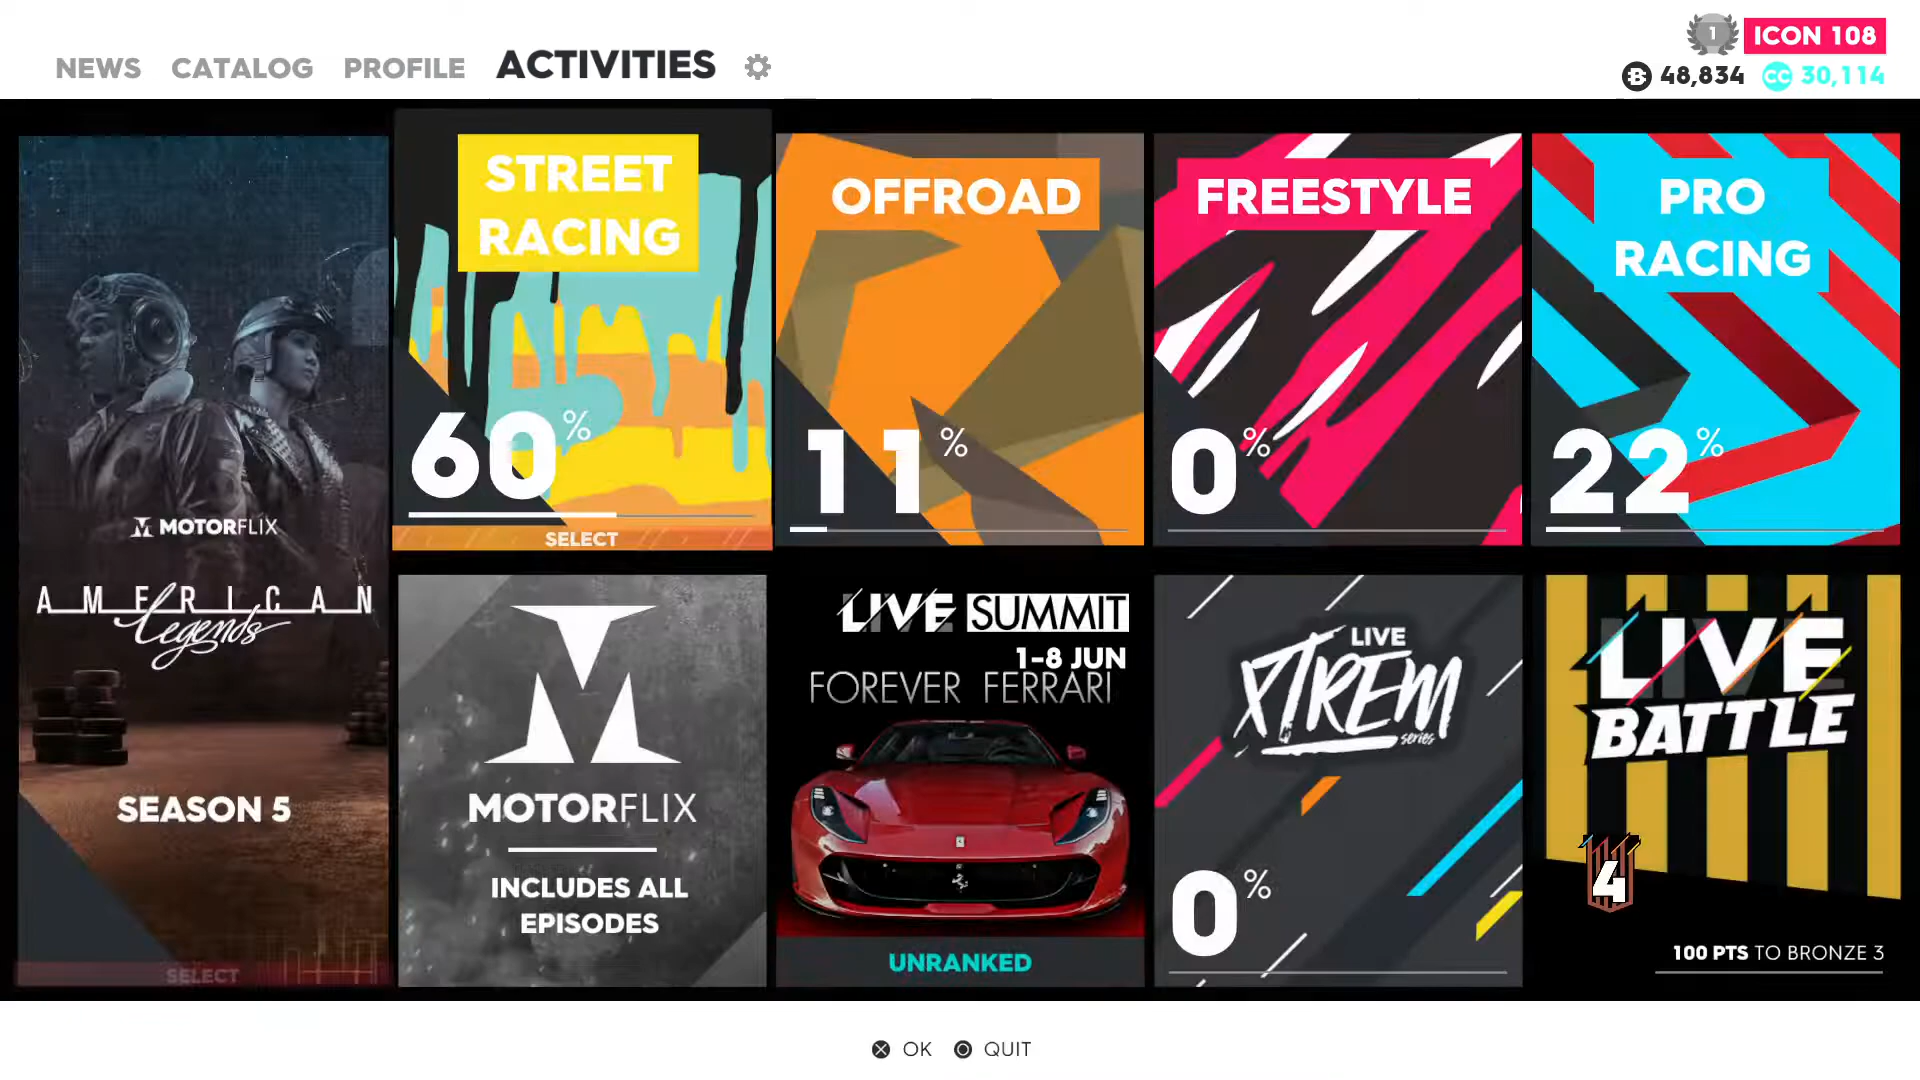 NEWS CATALOG PROFILE ACTIVITIES
1 ICON 108
48,834 CC 30,114
STREET
RACING
60%
SELECT
OFFROAD
11%
FREESTYLE
0%
PRO
RACING
22%
MOTORFLIX
AMERICAN
Legends
SEASON 5
SELECT
MOTORFLIX
INCLUDES ALL
EPISODES
LIVE SUMMIT
1-8 JUN
FOREVER FERRARI
UNRANKED
LIVE
XTREM
series
0%
LIVE
BATTLE
4
100 PTS TO BRONZE 3
OK QUIT